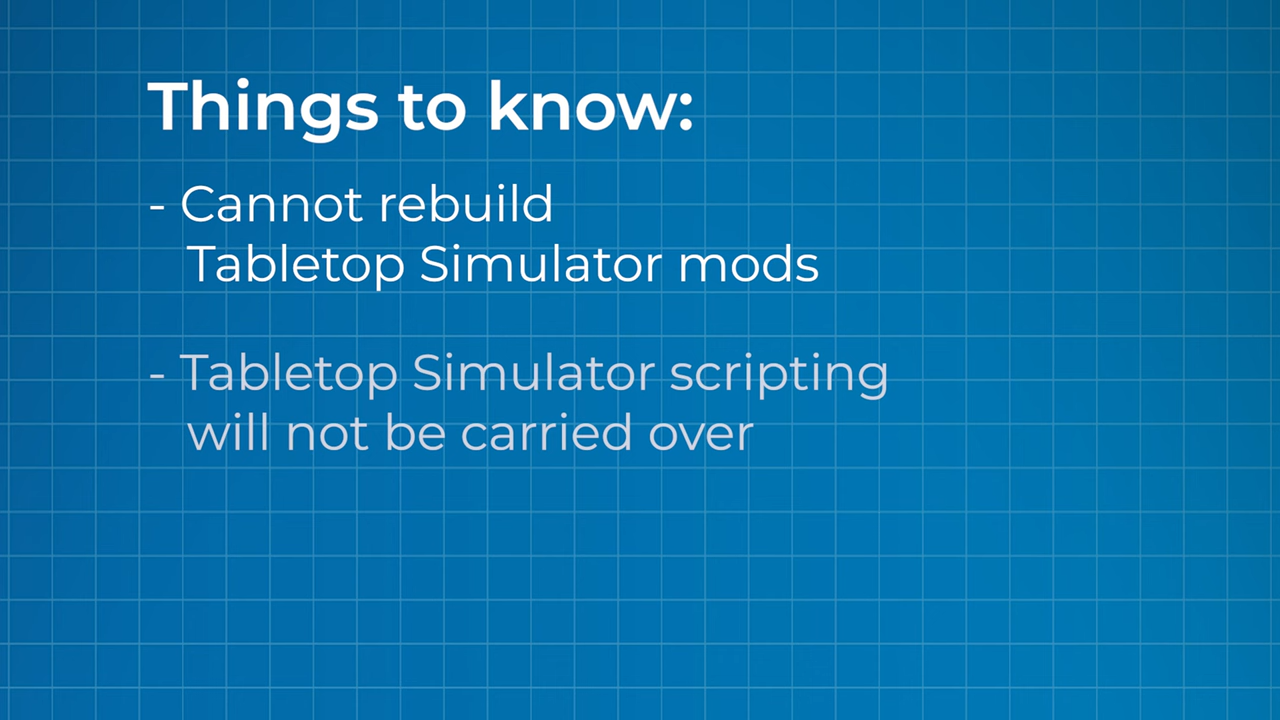 Things to know:
- Cannot rebuild
Tabletop Simulator mods
- Tabletop Simulator scripting
will not be carried over